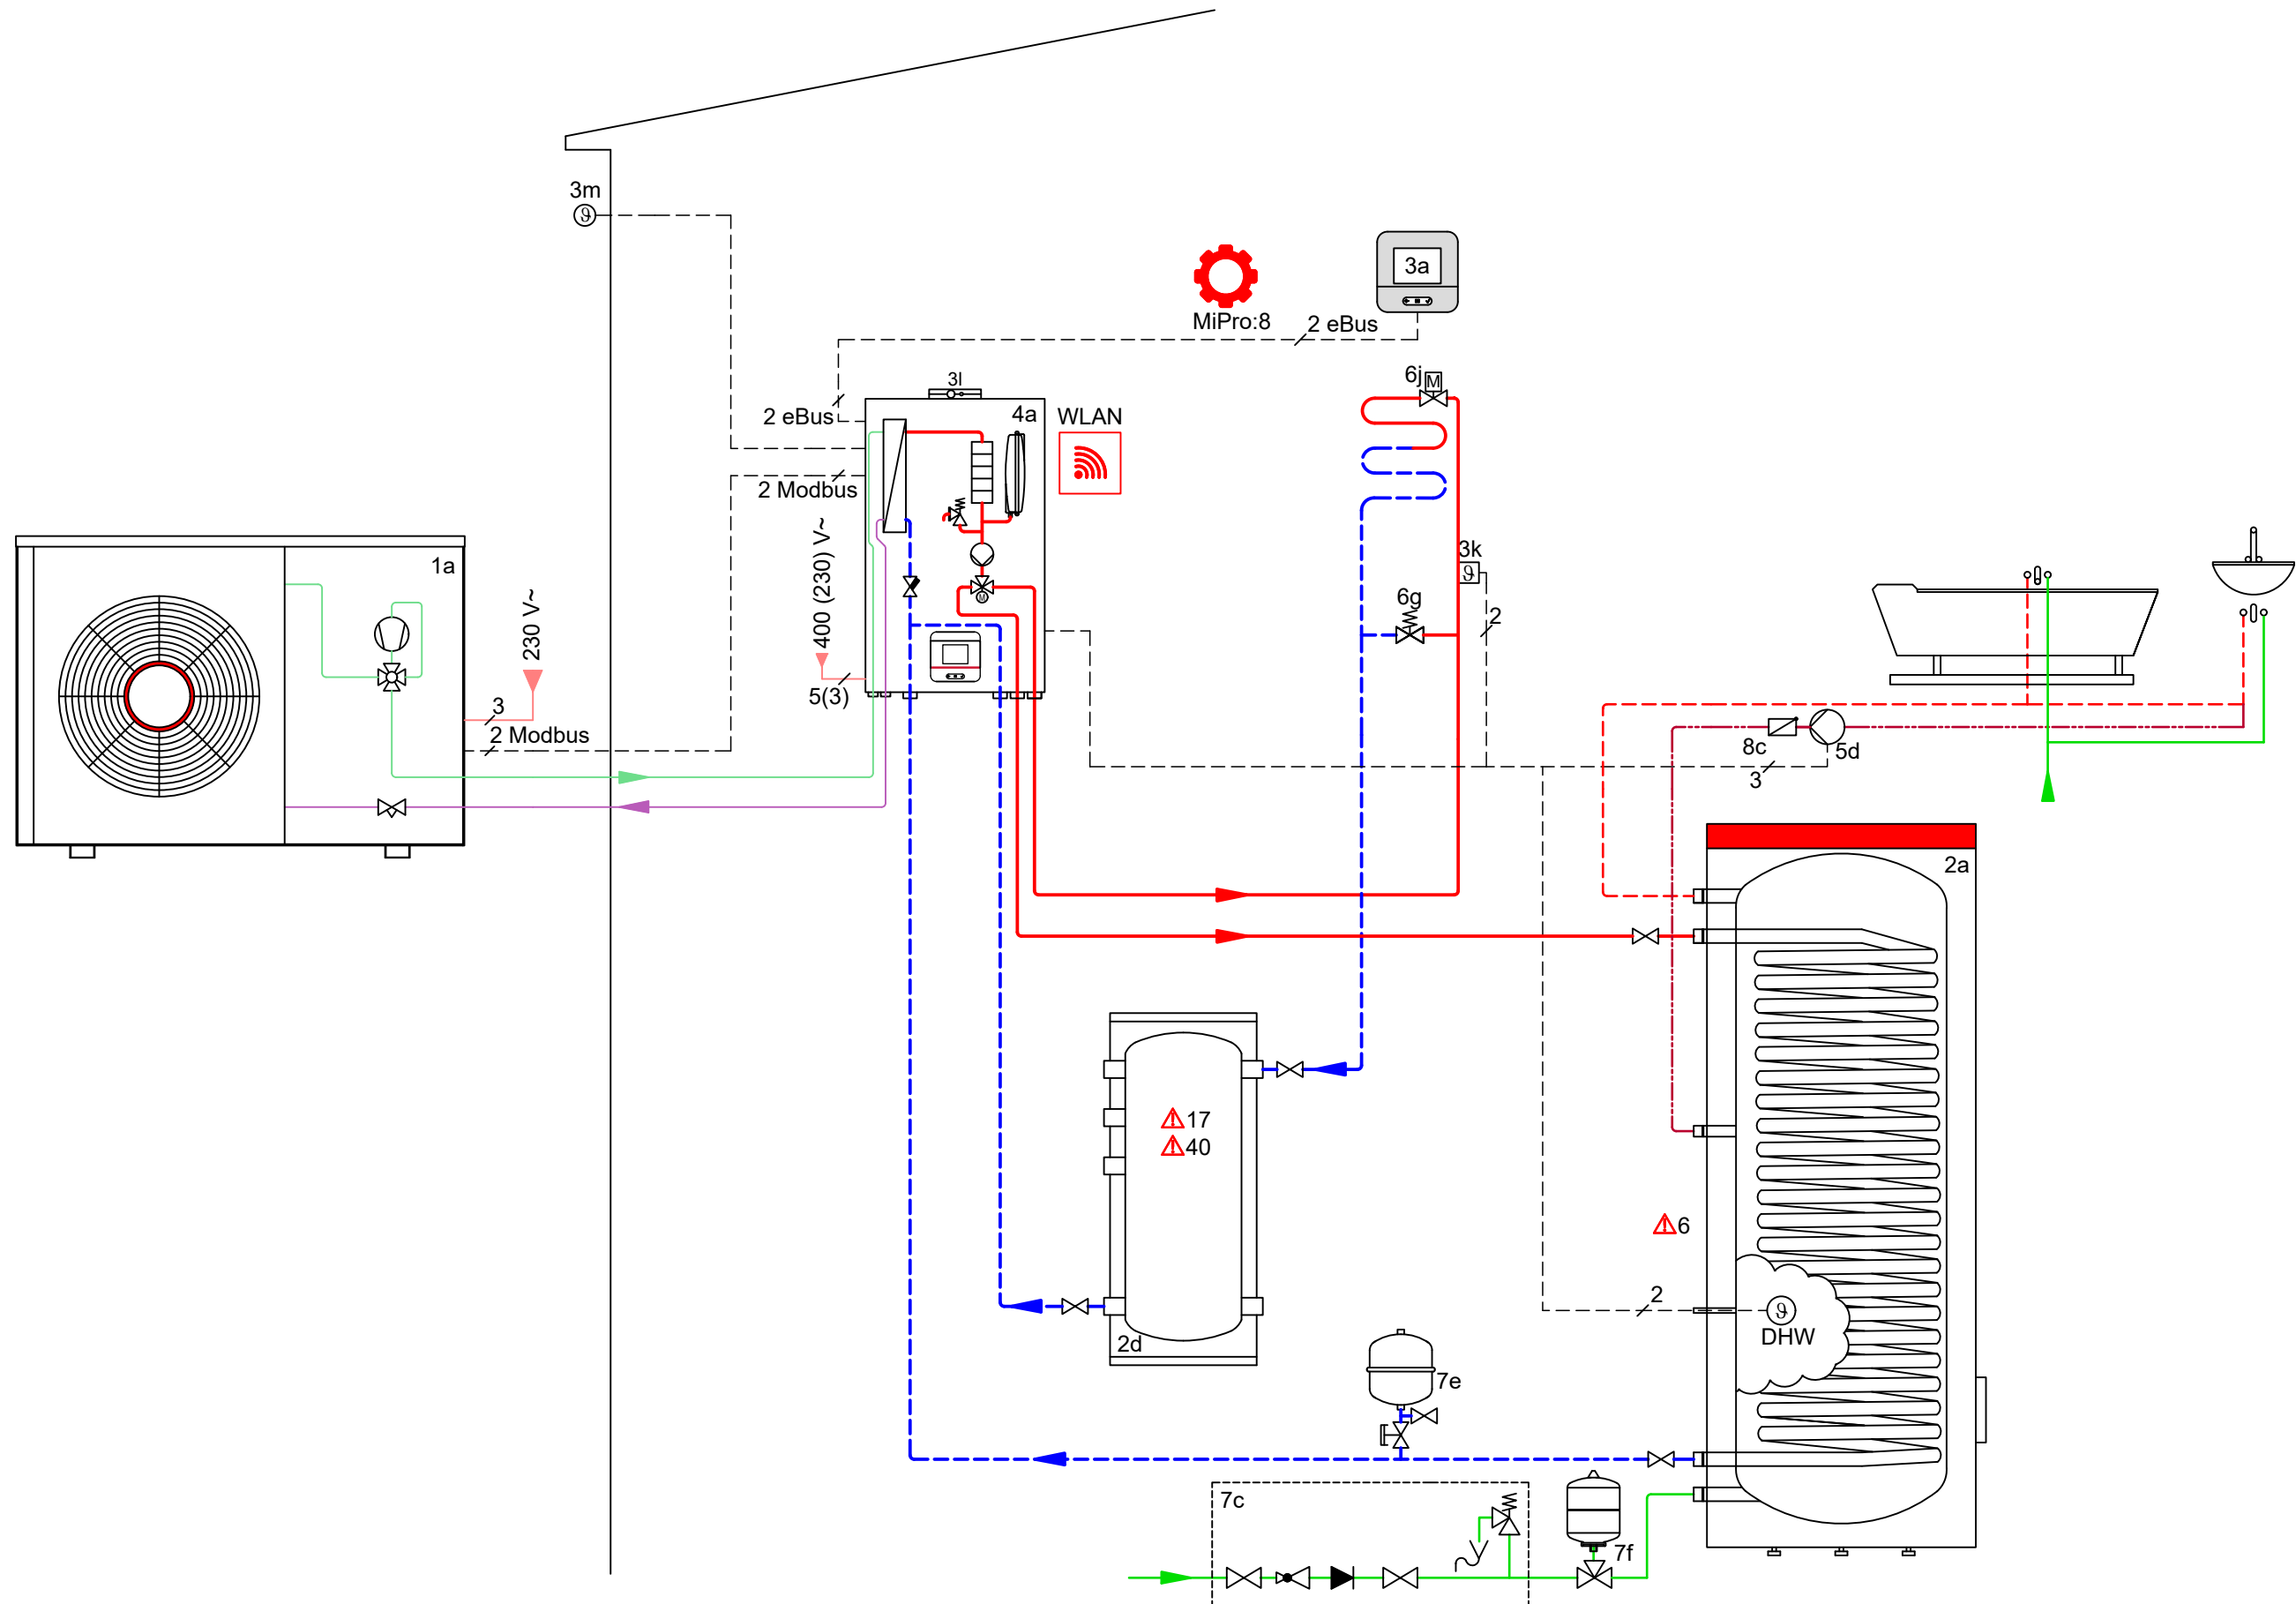 3m
3a
MiPro:8
2 eBus
3l
6j
M
2 eBus
4a
WLAN
2 Modbus
ϑ
1a
230 V~
400 (230) V~
3k
ϑ
6g
2
M
5(3)
3
2 Modbus
8c
5d
3
2a
17
40
6
2
ϑ
DHW
2d
7e
7c
7f